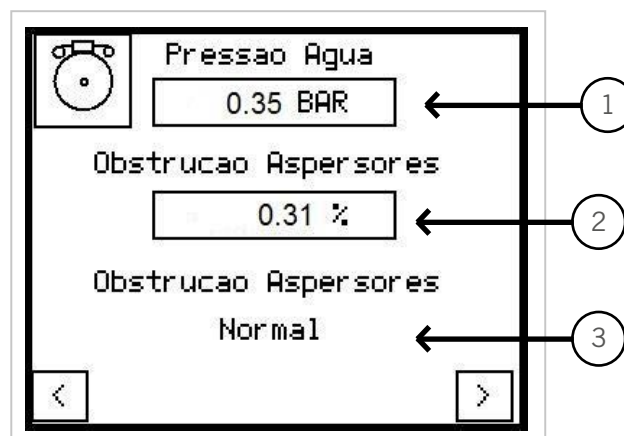 Pressao Agua
0.35 BAR
1
Obstrucao Aspersores
0.31 %
2
Obstrucao Aspersores
Normal
3
< >